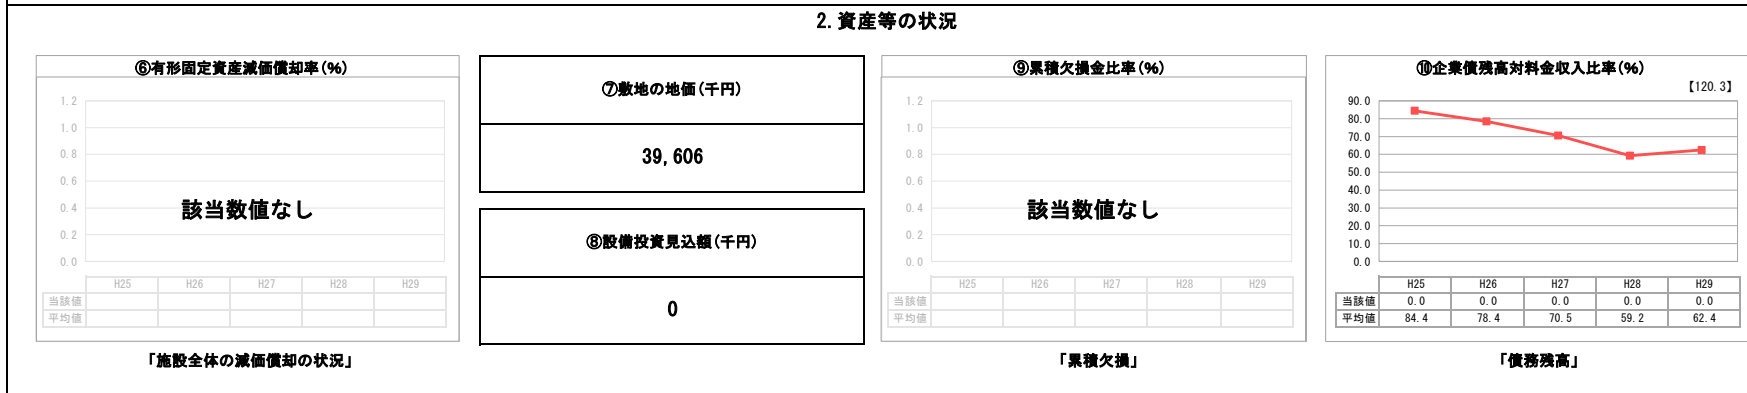 2.資産等の状況
⑥有形固定資産減価償却率(%)
1.2
1.0
0.8
0.6
0.4
0.2
0.0
該当数値なし
H25 H26 H27 H28 H29
当該値
平均値
「施設全体の減価償却の状況」
⑦敷地の地価(千円)
39,606
⑧設備投資見込額(千円)
0
⑨累積欠損金比率(%)
1.2
1.0
0.8
0.6
0.4
0.2
0.0
該当数値なし
H25 H26 H27 H28 H29
当該値
平均値
「累積欠損」
⑩企業債残高対料金収入比率(%)
【120.3】
90.0
80.0
70.0
60.0
50.0
40.0
30.0
20.0
10.0
0.0
H25 H26 H27 H28 H29
当該値 0.0 0.0 0.0 0.0 0.0
平均値 84.4 78.4 70.5 59.2 62.4
「債務残高」